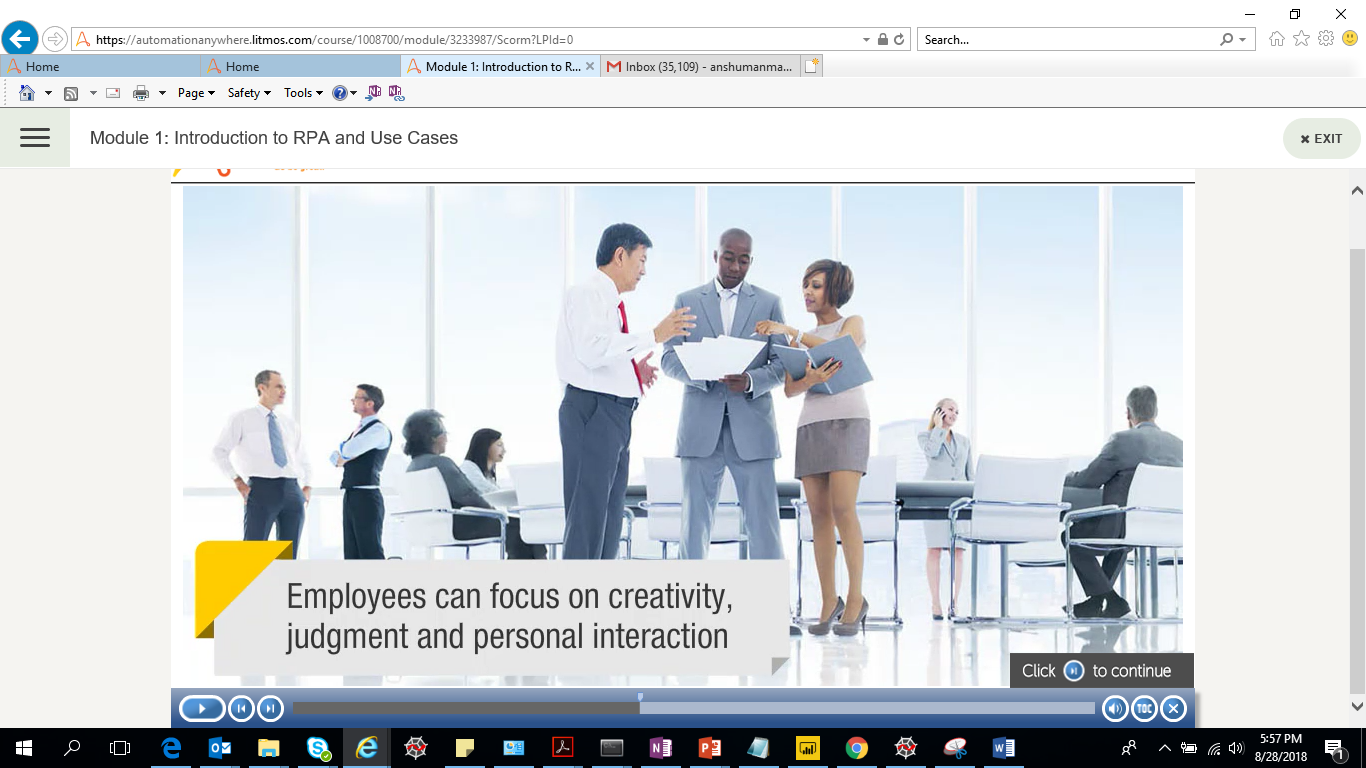 https://automationanywhere.litmos.com/course/1008700/module/3233987/Scorm?LPId=0
Search...
Home
Home
Module 1: Introduction to R...
Inbox (35,109) - anshumanma...
Page
Safety
Tools
Module 1: Introduction to RPA and Use Cases
✖ EXIT
Employees can focus on creativity,
judgment and personal interaction
Click to continue
TOC
5:57 PM
8/28/2018
1